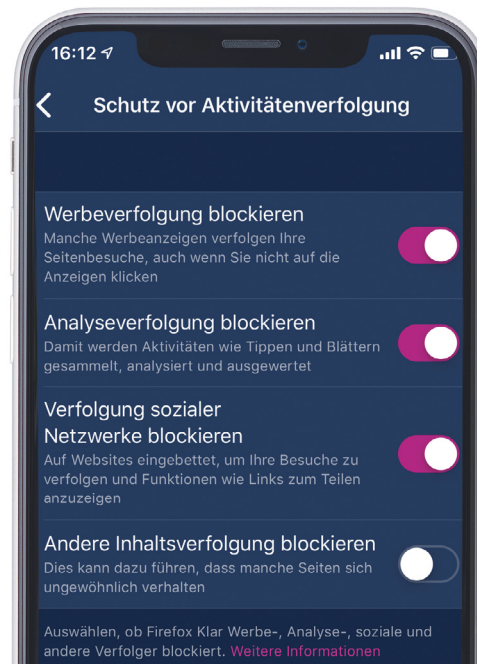 16:12
Schutz vor Aktivitätenverfolgung
Werbeverfolgung blockieren
Manche Werbeanzeigen verfolgen Ihre
Seitenbesuche, auch wenn Sie nicht auf die
Anzeigen klicken
Analyseverfolgung blockieren
Damit werden Aktivitäten wie Tippen und Blättern
gesammelt, analysiert und ausgewertet
Verfolgung sozialer
Netzwerke blockieren
Auf Websites eingebettet, um Ihre Besuche zu
verfolgen und Funktionen wie Links zum Teilen
anzuzeigen
Andere Inhaltsverfolgung blockieren
Dies kann dazu führen, dass manche Seiten sich
ungewöhnlich verhalten
Auswählen, ob Firefox Klar Werbe-, Analyse-, soziale und
andere Verfolger blockiert. Weitere Informationen